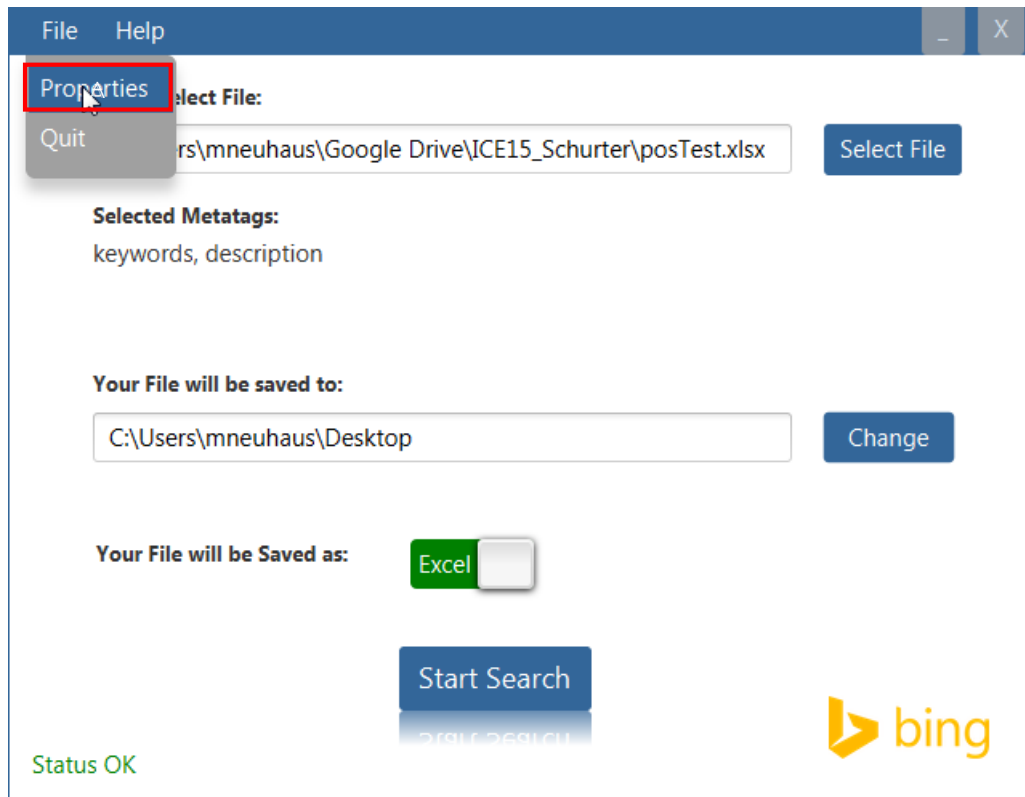 File Help _ X
Properties
elect File:
Quit
rs\mneuhaus\Google Drive\ICE15_Schurter\posTest.xlsx Select File
Selected Metatags:
keywords, description
Your File will be saved to:
C:\Users\mneuhaus\Desktop Change
Your File will be Saved as: Excel
Start Search
bing
Status OK